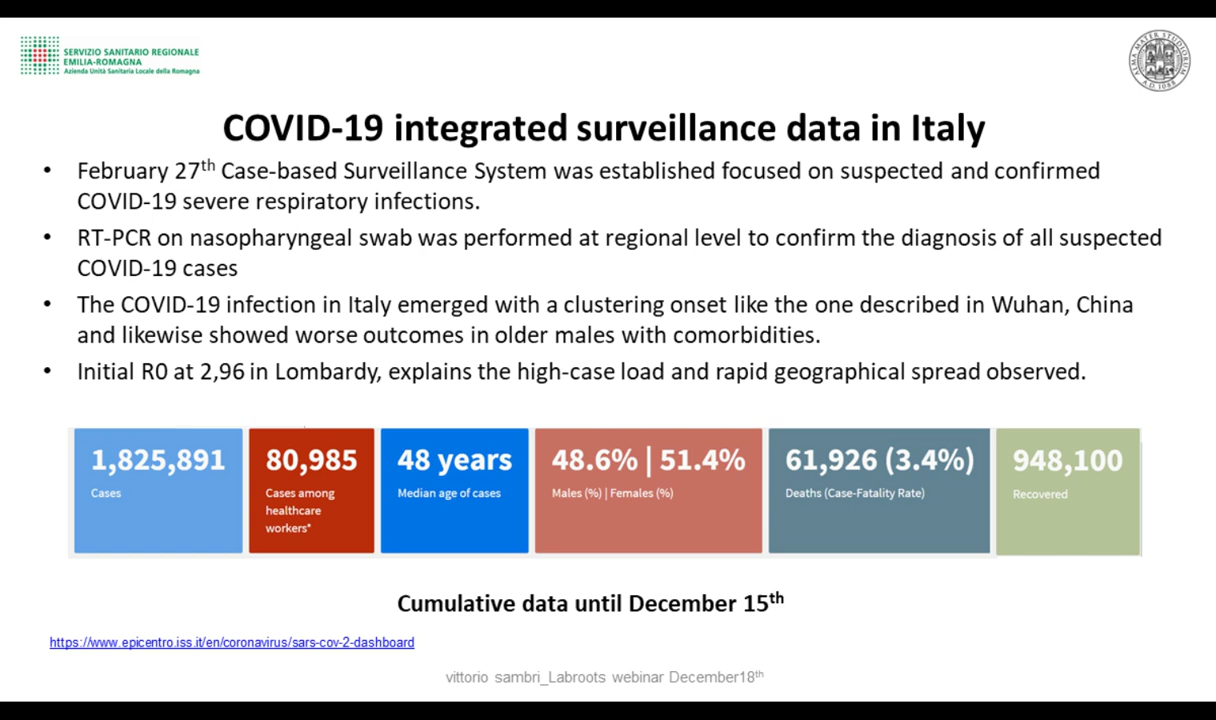 SERVIZIO SANITARIO REGIONALE
EMILIA-ROMAGNA
Azienda Unità Sanitaria Locale della Romagna
ALMA MATER STUDIORUM
A.D. 1088
COVID-19 integrated surveillance data in Italy
• February 27th Case-based Surveillance System was established focused on suspected and confirmed
COVID-19 severe respiratory infections.
• RT-PCR on nasopharyngeal swab was performed at regional level to confirm the diagnosis of all suspected
COVID-19 cases
• The COVID-19 infection in Italy emerged with a clustering onset like the one described in Wuhan, China
and likewise showed worse outcomes in older males with comorbidities.
• Initial R0 at 2,96 in Lombardy, explains the high-case load and rapid geographical spread observed.
1,825,891
Cases
80,985
Cases among
healthcare
workers*
48 years
Median age of cases
48.6% | 51.4%
Males (%) | Females (%)
61,926 (3.4%)
Deaths (Case-Fatality Rate)
948,100
Recovered
Cumulative data until December 15th
https://www.epicentro.iss.it/en/coronavirus/sars-cov-2-dashboard
vittorio sambri_Labroots webinar December18th